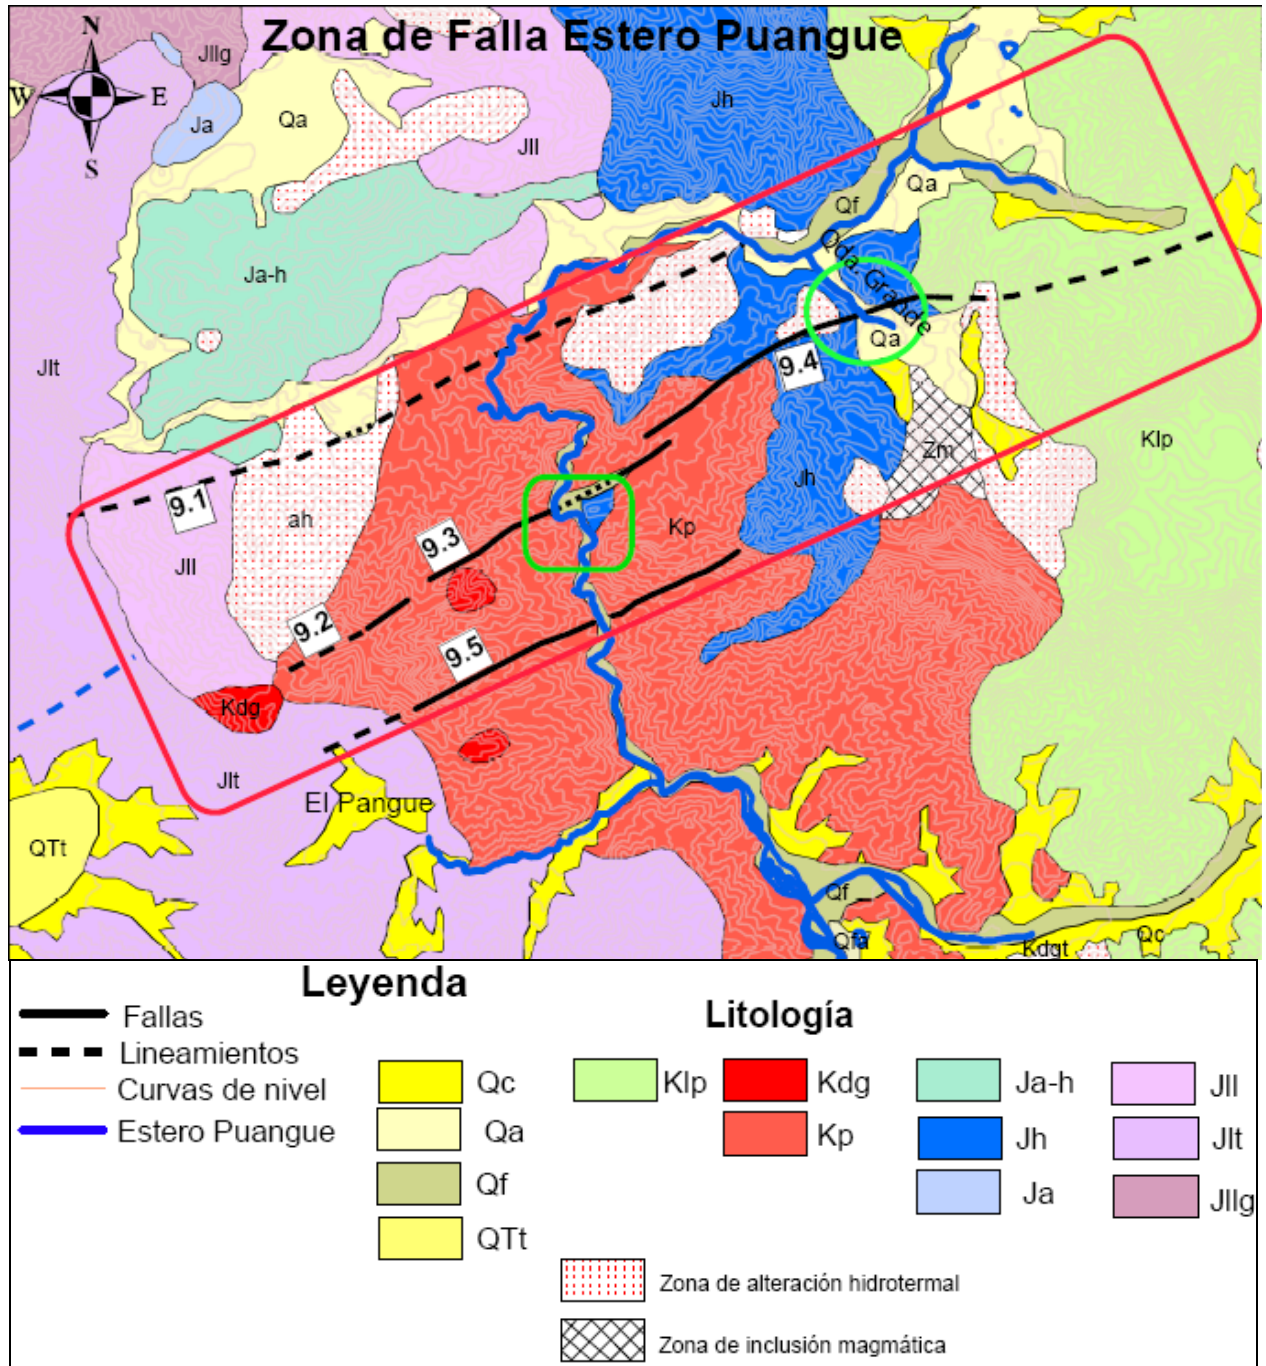 Zona de Falla Estero Puangue
N
W E
S
Jllg
Ja
Qa
Jll
Jh
Qa
Qf
Qda. Grande
Ja-h
Jlt
Qa
9.4
Klp
9.1
ah
Jll
9.3
Kp
Jh
Zm
9.2
9.5
Kdg
Jlt
El Pangue
QTt
Qf
Qfa
Kdgt
Qc
Leyenda
Fallas
Lineamientos
Curvas de nivel
Estero Puangue
Litología
Qc
Qa
Qf
QTt
Klp
Kdg
Kp
Ja-h
Jh
Ja
Jll
Jlt
Jllg
Zona de alteración hidrotermal
Zona de inclusión magmática